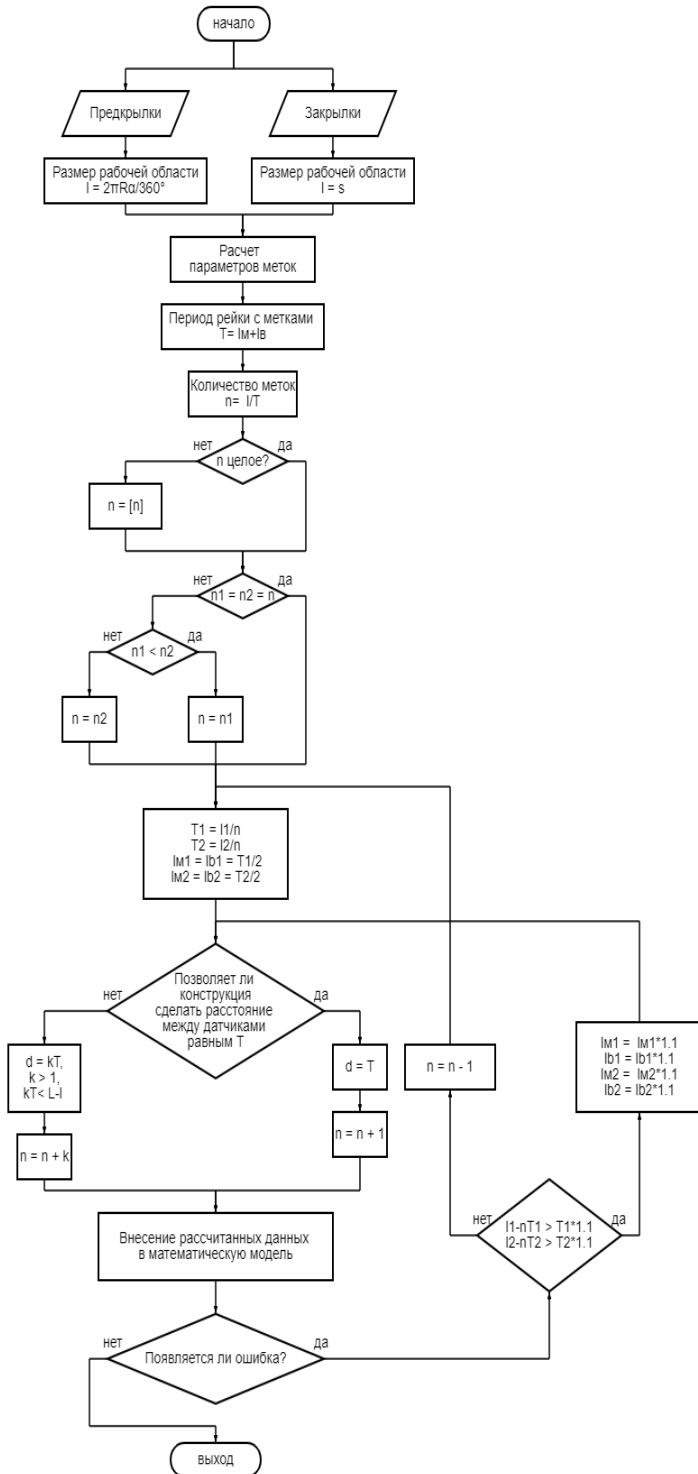 начало
Предкрылки
Закрылки
Размер рабочей области
l = 2πRα/360°
Размер рабочей области
l = s
Расчет
параметров меток
Период рейки с метками
T= lм+lв
Количество меток
n= l/T
нет
да
n целое?
n = [n]
нет
да
n1 = n2 = n
нет
да
n1 < n2
n = n2
n = n1
T1 = l1/n
T2 = l2/n
lм1 = lb1 = T1/2
lм2 = lb2 = T2/2
Позволяет ли
конструкция
сделать расстояние
между датчиками
равным T
нет
да
d = kT,
k > 1,
kT< L-l
d = T
n = n - 1
lм1 = lм1*1.1
lb1 = lb1*1.1
lм2 = lм2*1.1
lb2 = lb2*1.1
n = n + k
n = n + 1
Внесение рассчитанных данных
в математическую модель
нет
да
l1-nT1 > T1*1.1
l2-nT2 > T2*1.1
нет
да
Появляется ли ошибка?
выход